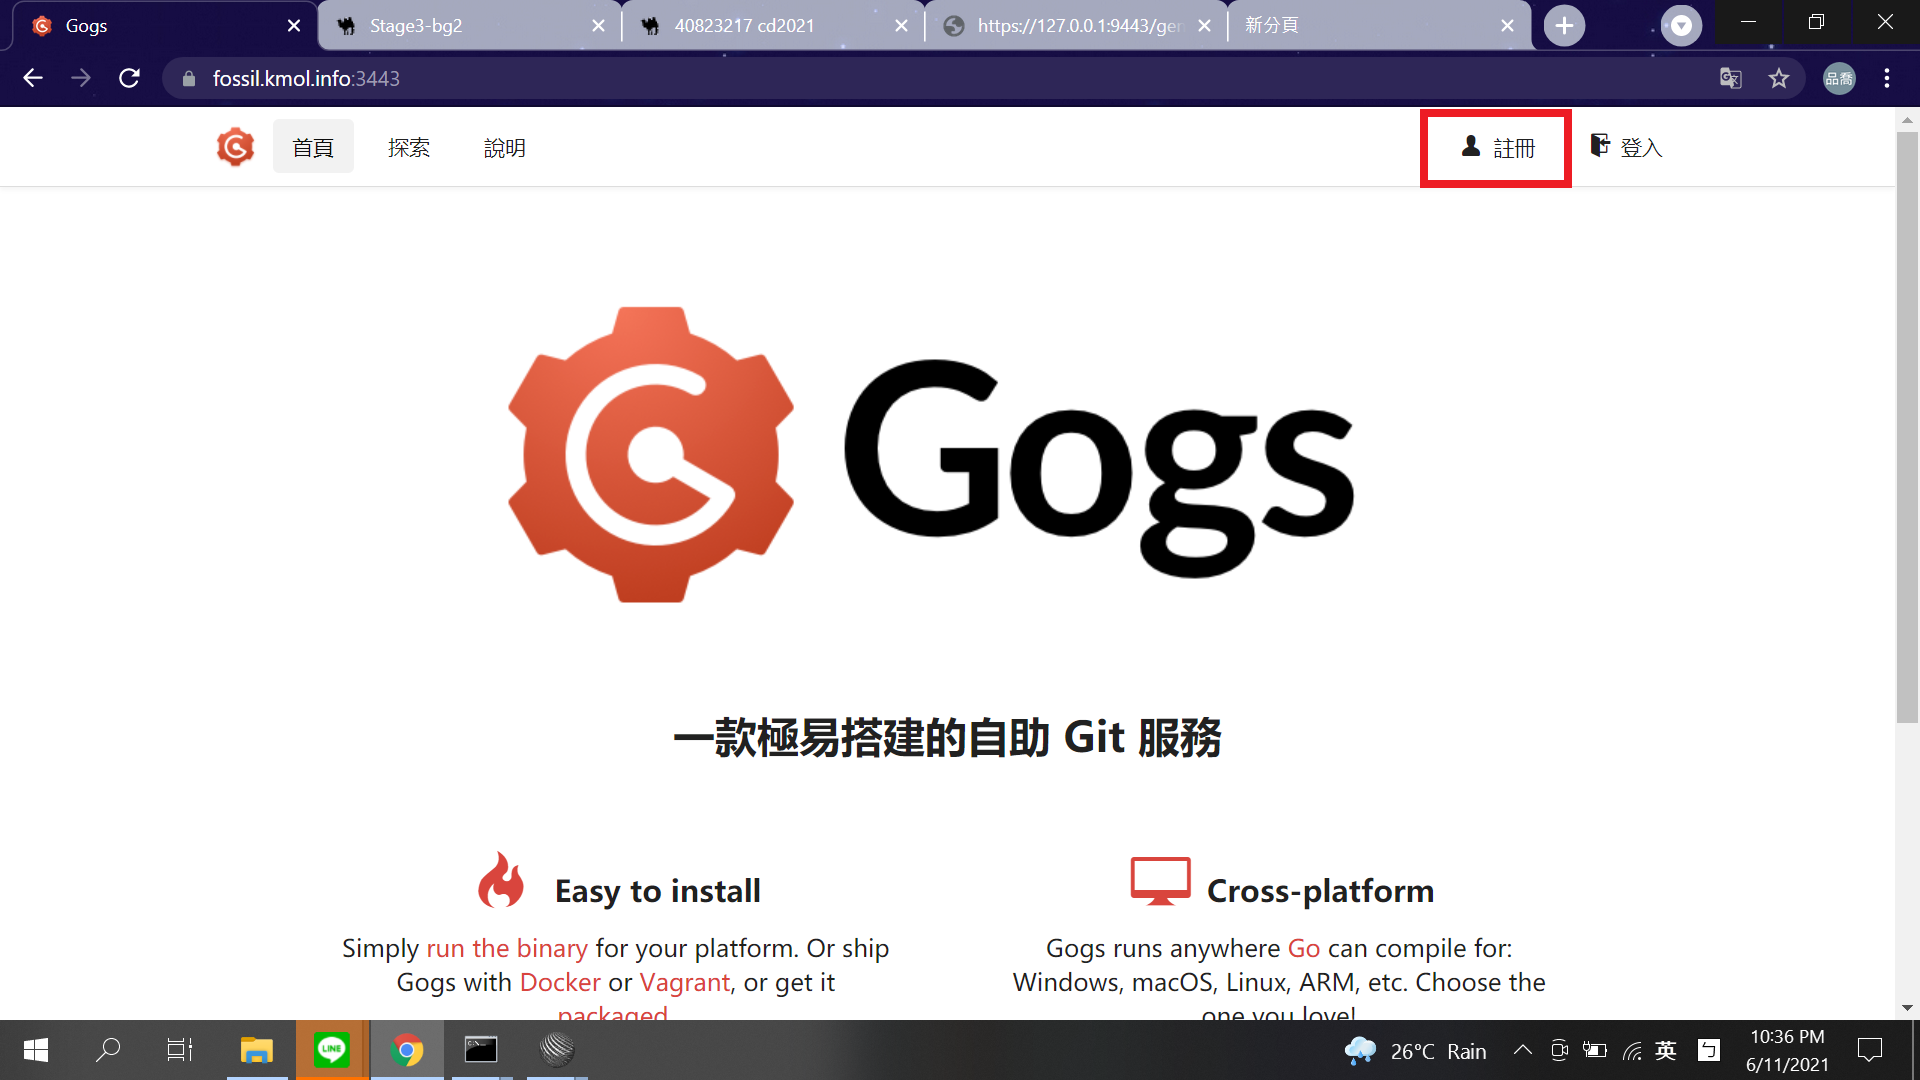 Gogs
Stage3-bg2
40823217 cd2021
https://127.0.0.1:9443/ger
新分頁
fossil.kmol.info:3443
品喬
首頁
探索
說明
註冊
登入
Gogs
一款極易搭建的自助 Git 服務
Easy to install
Simply run the binary for your platform. Or ship
Gogs with Docker or Vagrant, or get it
packaged.
Cross-platform
Gogs runs anywhere Go can compile for:
Windows, macOS, Linux, ARM, etc. Choose the
one you love!
LINE
26°C Rain
英
ㄅ
10:36 PM
6/11/2021